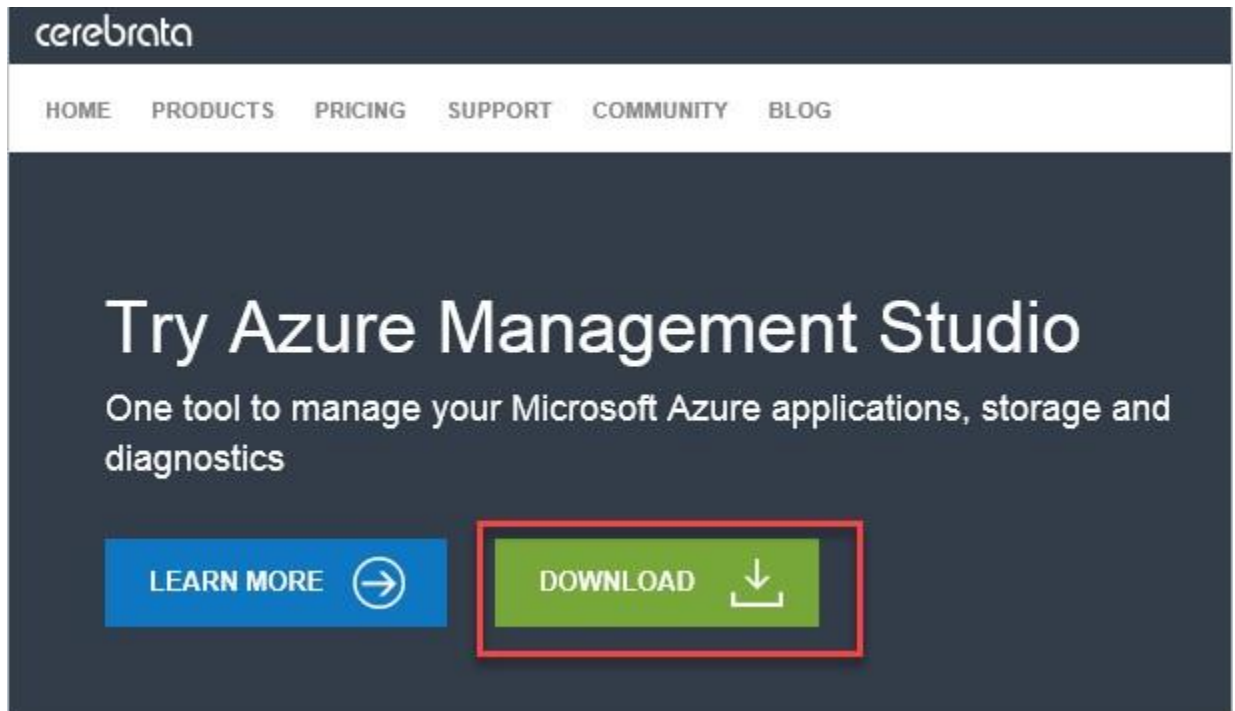 cerebrata
HOME PRODUCTS PRICING SUPPORT COMMUNITY BLOG
Try Azure Management Studio
One tool to manage your Microsoft Azure applications, storage and
diagnostics
LEARN MORE DOWNLOAD